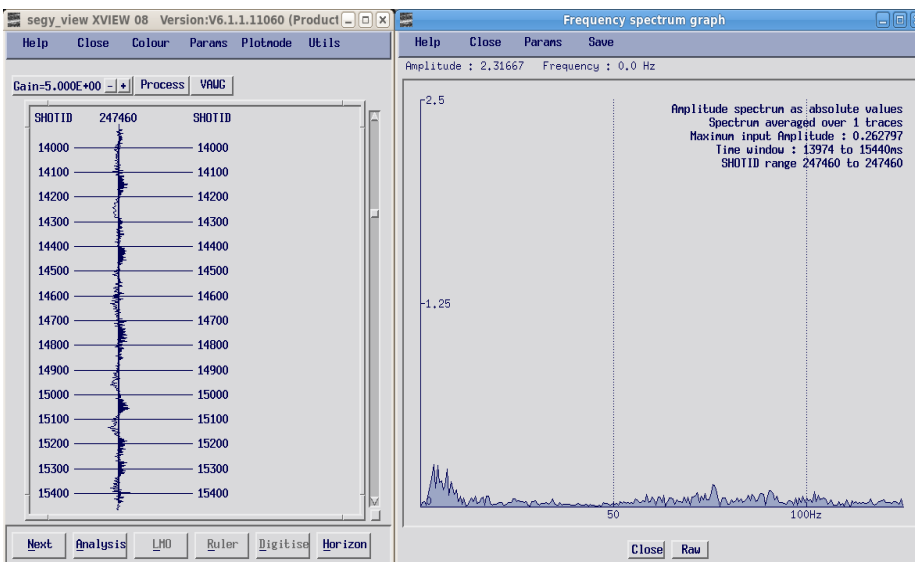 segy_view XVIEW 08 Version:V6.1.1.11060 (Product
Help Close Colour Params Plotmode Utils
Gain=5.000E+00 - + Process VAWG
SHOTID 247460 SHOTID
14000 14000
14100 14100
14200 14200
14300 14300
14400 14400
14500 14500
14600 14600
14700 14700
14800 14800
14900 14900
15000 15000
15100 15100
15200 15200
15300 15300
15400 15400
Next Analysis LMO Ruler Digitise Horizon
Frequency spectrum graph
Help Close Params Save
Amplitude : 2.31667 Frequency : 0.0 Hz
2.5
Amplitude spectrum as absolute values
Spectrum averaged over 1 traces
Maximum input Amplitude : 0.262797
Time window : 13974 to 15440ms
SHOTID range 247460 to 247460
1.25
50 100Hz
Close Raw